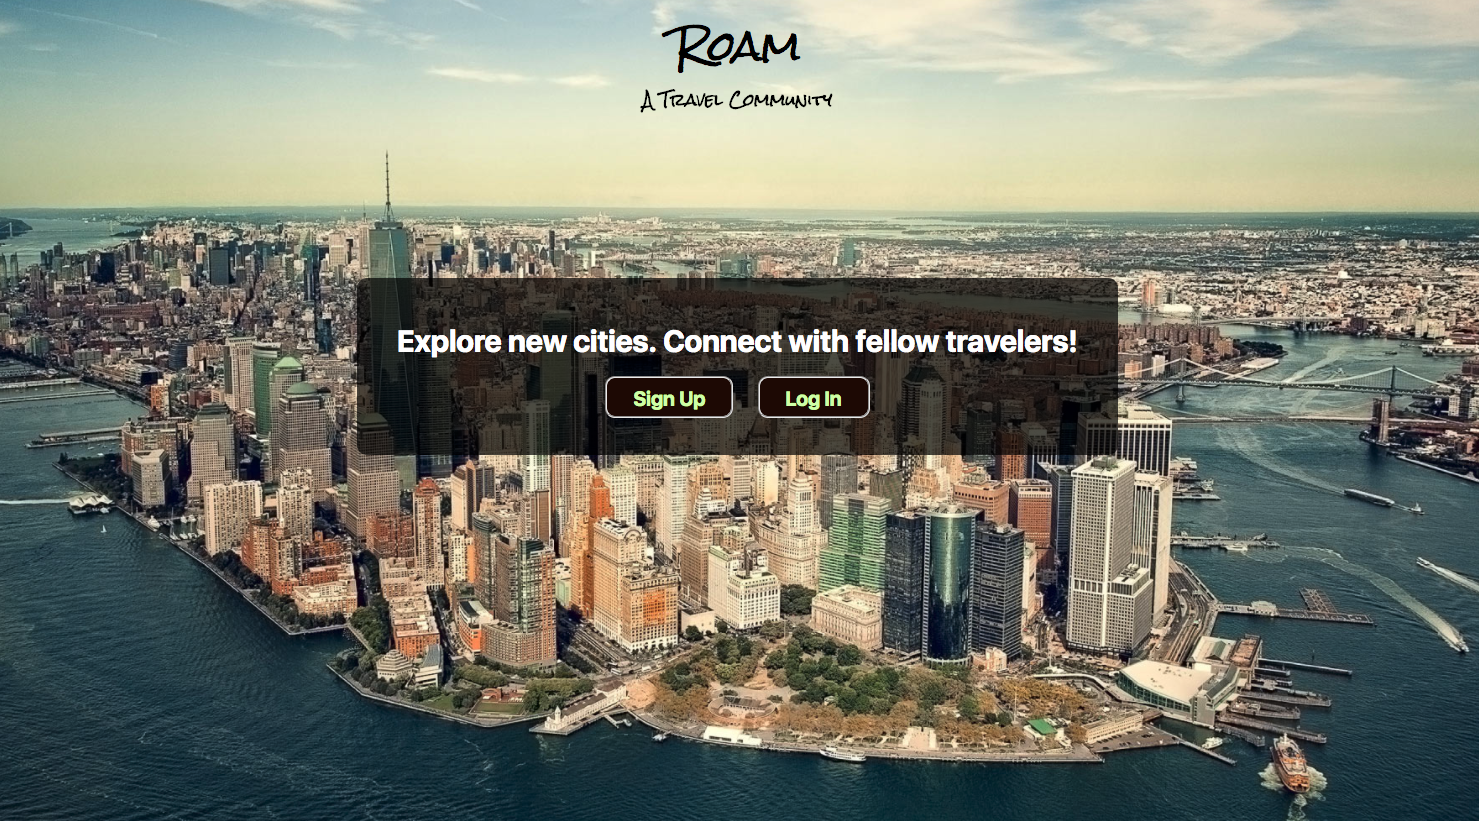 Roam
A Travel Community
Explore new cities. Connect with fellow travelers!
Sign Up
Log In